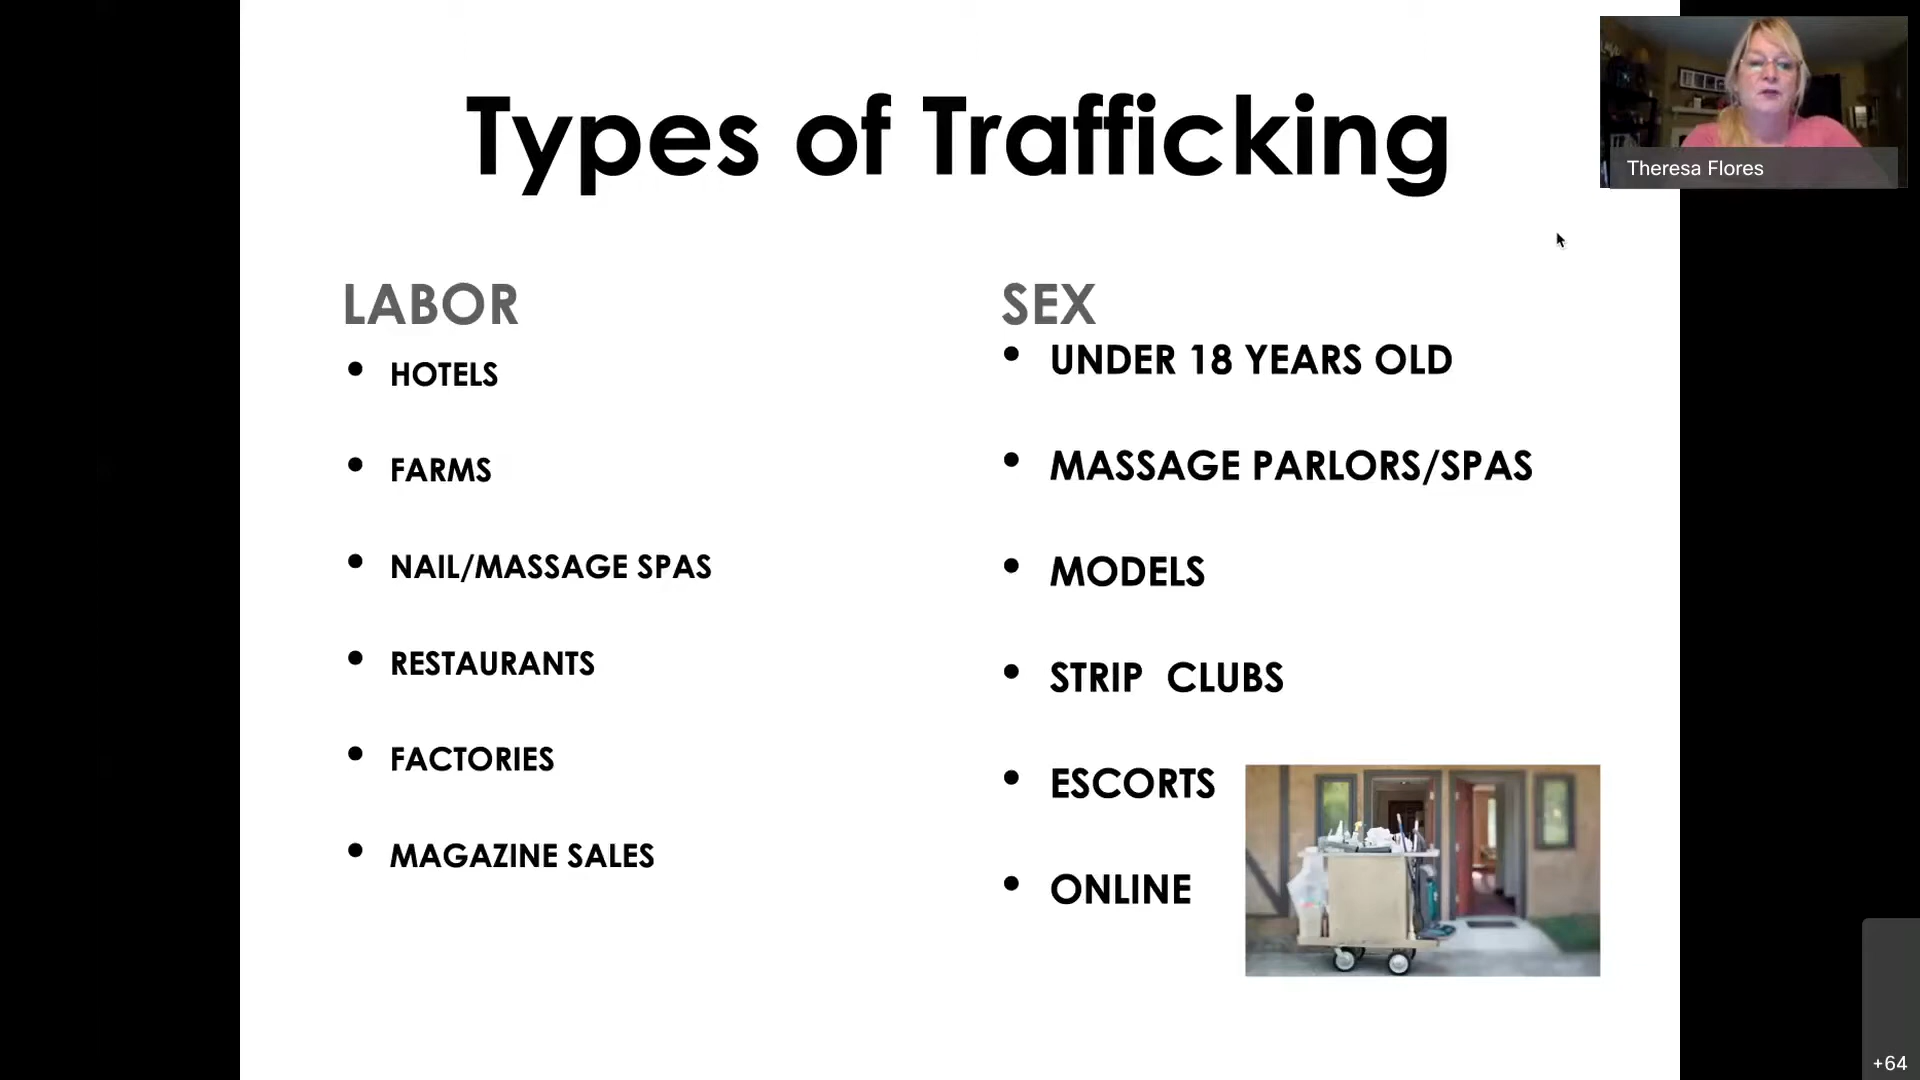 Types of Trafficking
Theresa Flores
LABOR
HOTELS
FARMS
NAIL/MASSAGE SPAS
RESTAURANTS
FACTORIES
MAGAZINE SALES
SEX
UNDER 18 YEARS OLD
MASSAGE PARLORS/SPAS
MODELS
STRIP CLUBS
ESCORTS
ONLINE
+64